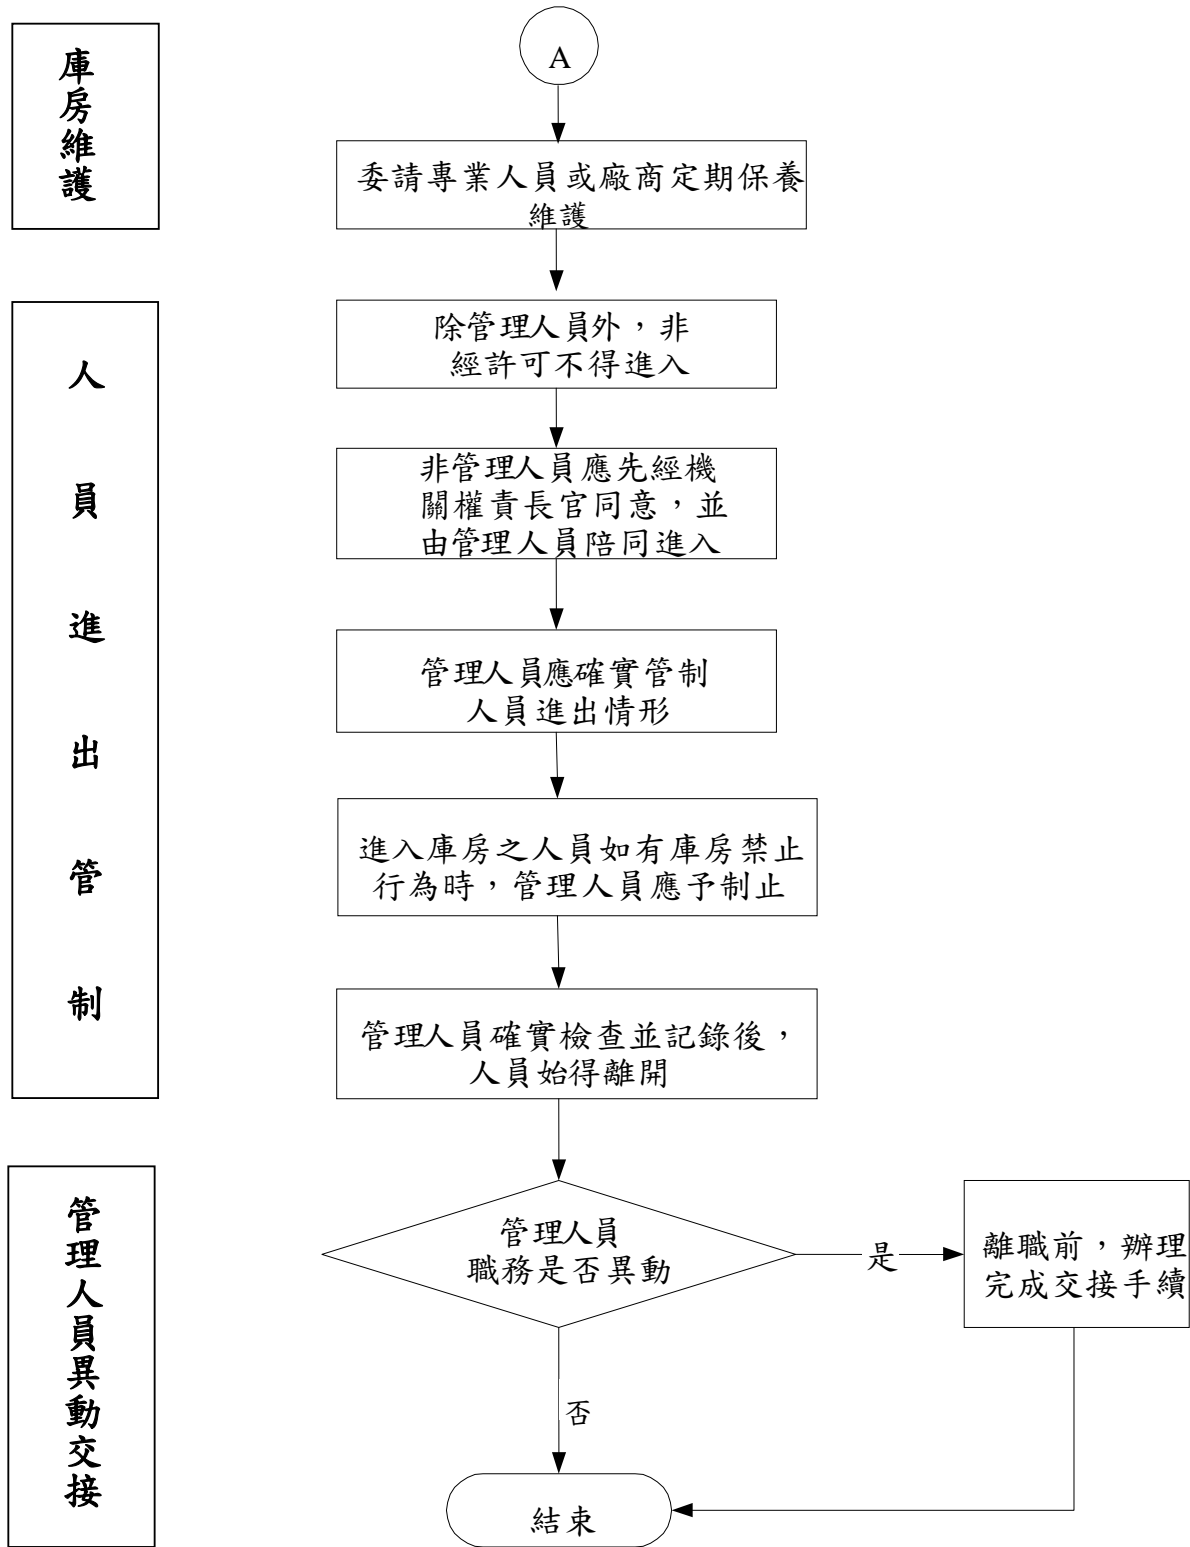 庫房維護
A
委請專業人員或廠商定期保養
維護
人員進出管制
除管理人員外，非
經許可不得進入
非管理人員應先經機
關權責長官同意，並
由管理人員陪同進入
管理人員應確實管制
人員進出情形
進入庫房之人員如有庫房禁止
行為時，管理人員應予制止
管理人員確實檢查並記錄後，
人員始得離開
管理人員異動交接
管理人員
職務是否異動
是
離職前，辦理
完成交接手續
否
結束